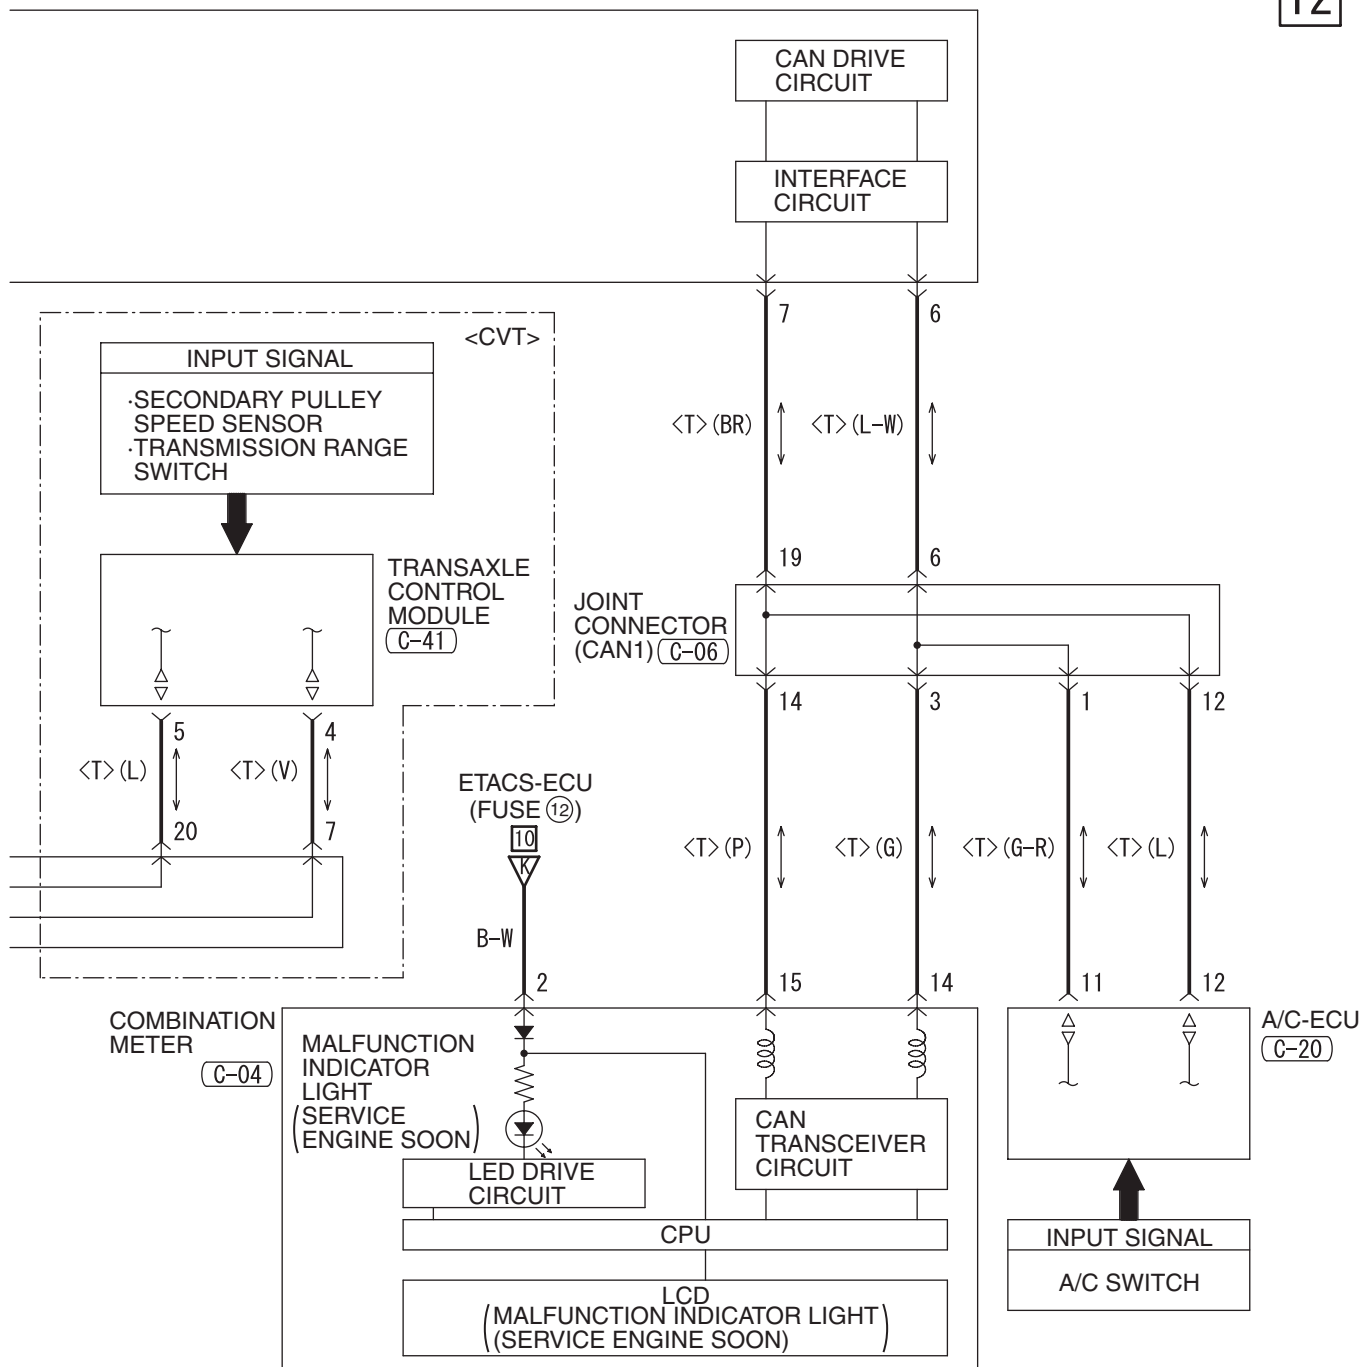 12
CAN DRIVE
CIRCUIT
INTERFACE
CIRCUIT
7
6
<CVT>
INPUT SIGNAL
·SECONDARY PULLEY
SPEED SENSOR
·TRANSMISSION RANGE
SWITCH
<T>(BR)
<T>(L-W)
19
6
TRANSAXLE
CONTROL
MODULE
C-41
JOINT
CONNECTOR
(CAN1) C-06
5
4
14
3
1
12
<T>(L)
<T>(V)
20
7
ETACS-ECU
(FUSE 12)
10
K
B-W
<T>(P)
<T>(G)
<T>(G-R)
<T>(L)
2
15
14
11
12
COMBINATION
METER
C-04
MALFUNCTION
INDICATOR
LIGHT
(SERVICE
ENGINE SOON)
A/C-ECU
C-20
CAN
TRANSCEIVER
CIRCUIT
LED DRIVE
CIRCUIT
CPU
INPUT SIGNAL
A/C SWITCH
LCD
(MALFUNCTION INDICATOR LIGHT
(SERVICE ENGINE SOON))